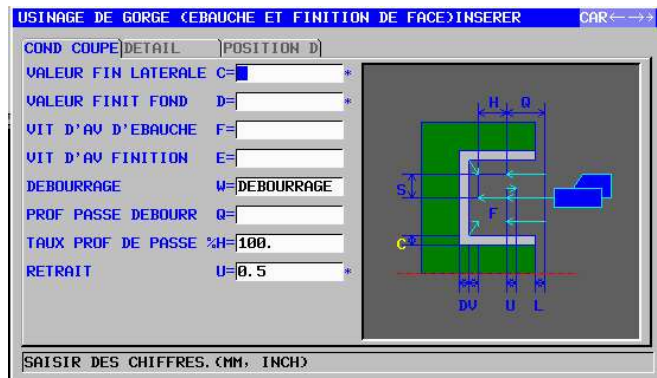 USINAGE DE GORGE (EBAUCHE ET FINITION DE FACE)INSERER CAR←–→
COND COUPE DETAIL POSITION D
VALEUR FIN LATERALE C= *
VALEUR FINIT FOND D= *
VIT D'AV D'EBAUCHE F=
VIT D'AV FINITION E=
DEBOURRAGE W=DEBOURRAGE
PROF PASSE DEBOURR Q=
TAUX PROF DE PASSE %H=100.
RETRAIT U=0.5 *
H Q
S
F
C
DV U L
SAISIR DES CHIFFRES.(MM, INCH)